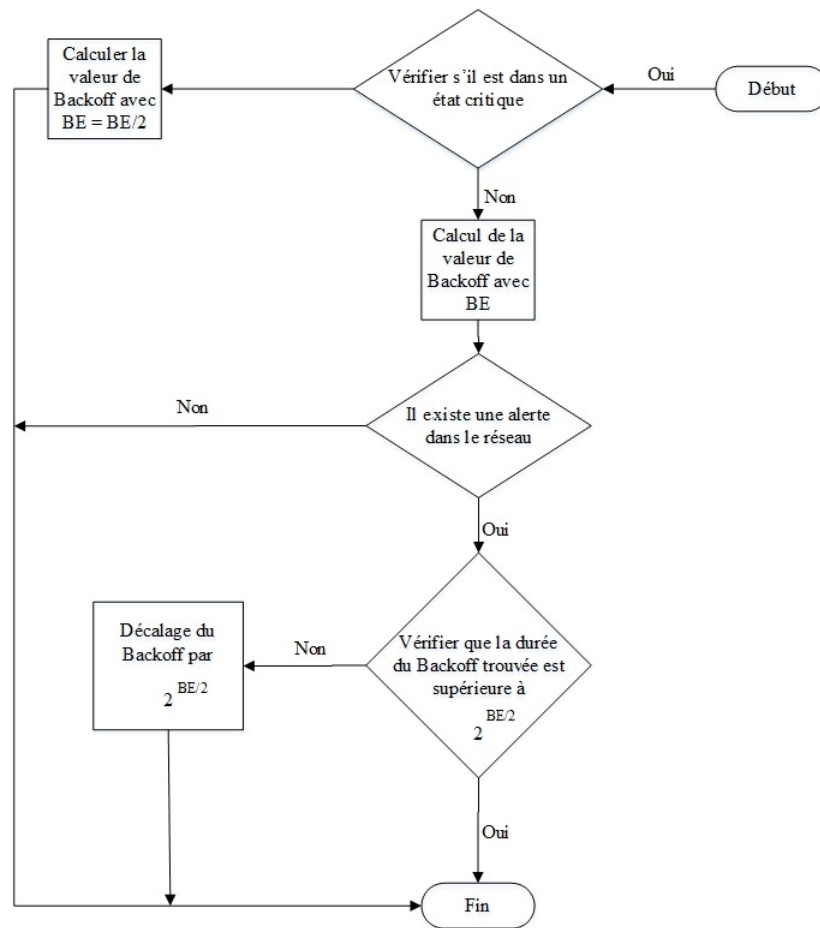 Début
Oui
Vérifier s'il est dans un
état critique
Calculer la
valeur de
Backoff avec
BE = BE/2
Non
Calcul de la
valeur de
Backoff avec
BE
Il existe une alerte
dans le réseau
Non
Oui
Vérifier que la durée
du Backoff trouvée est
supérieure à
2^BE/2
Non
Décalage du
Backoff par
2^BE/2
Oui
Fin